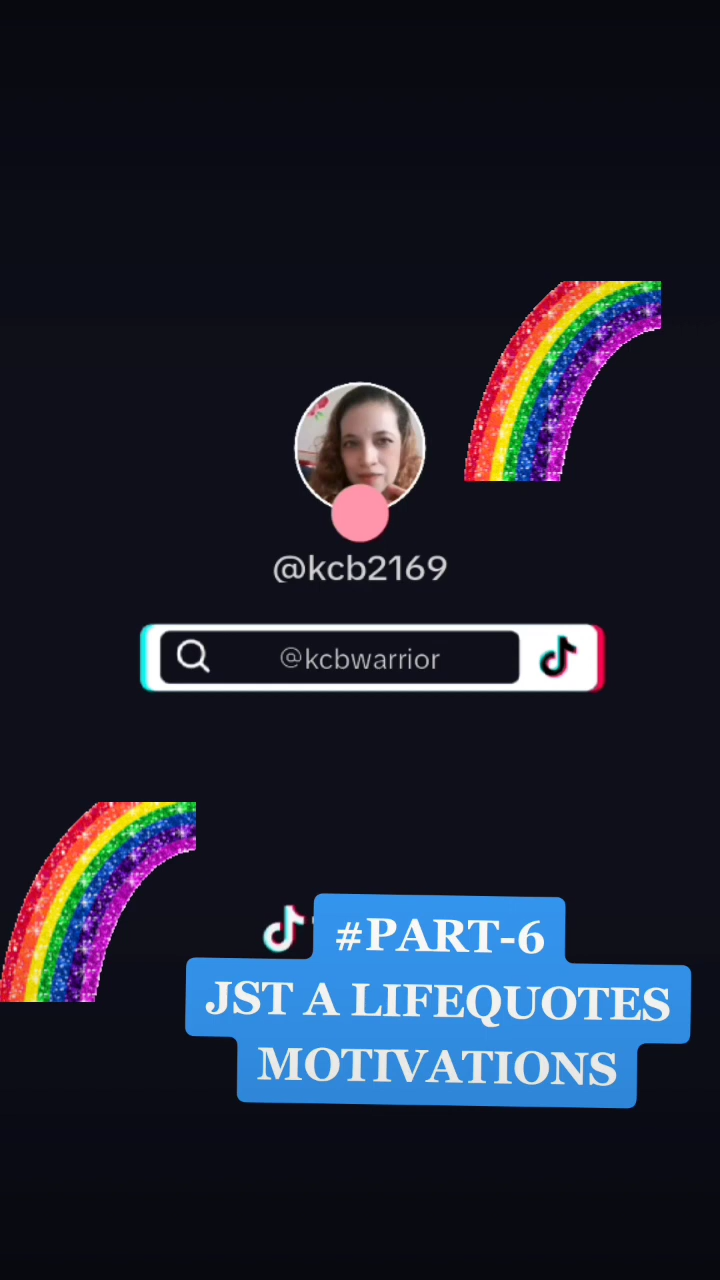 @kcb2169
@kcbwarrior
#PART-6
JST A LIFEQUOTES
MOTIVATIONS